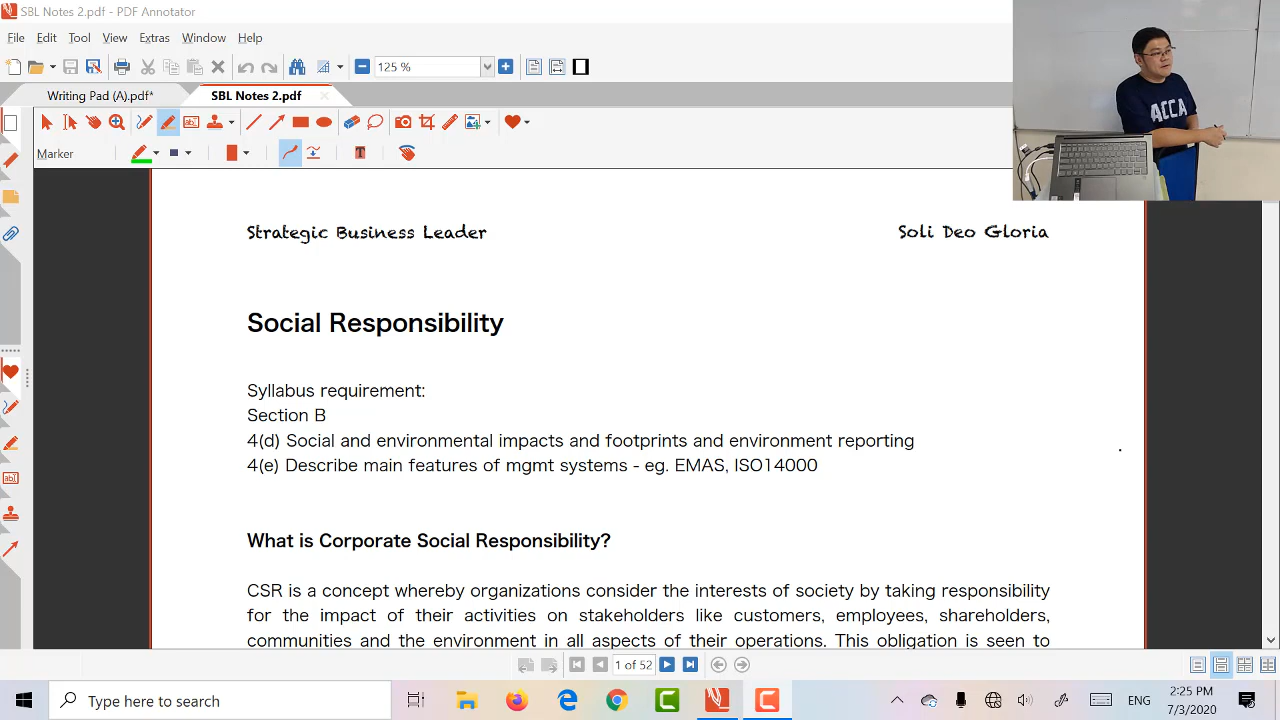 SBL Notes 2.pdf - PDF Annotator
File Edit Tool View Extras Window Help
125 %
Writing Pad (A).pdf*
SBL Notes 2.pdf
Marker
ACCA
Strategic Business Leader
Soli Deo Gloria
Social Responsibility
Syllabus requirement:
Section B
4(d) Social and environmental impacts and footprints and environment reporting
4(e) Describe main features of mgmt systems - eg. EMAS, ISO14000
What is Corporate Social Responsibility?
CSR is a concept whereby organizations consider the interests of society by taking responsibility
for the impact of their activities on stakeholders like customers, employees, shareholders,
communities and the environment in all aspects of their operations. This obligation is seen to
1 of 52
Type here to search
ENG
2:25 PM
7/3/2020